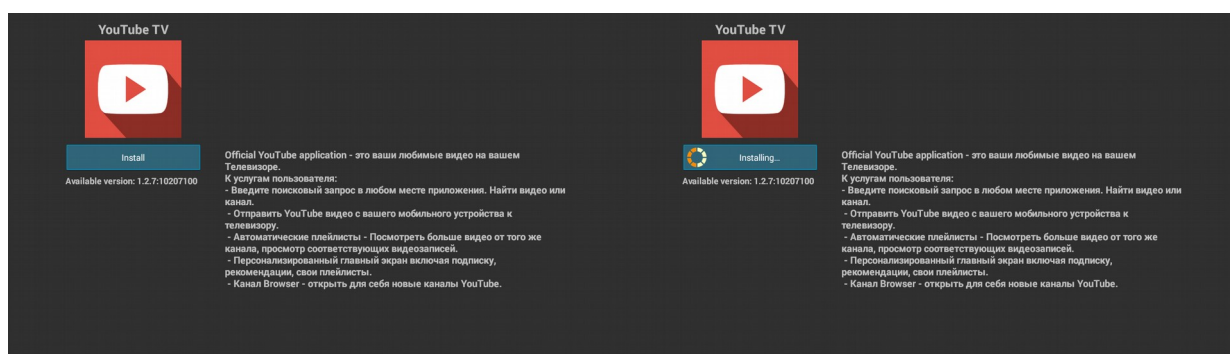 YouTube TV
Install
Available version: 1.2.7:10207100
Official YouTube application - это ваши любимые видео на вашем
Телевизоре.
К услугам пользователя:
- Введите поисковый запрос в любом месте приложения. Найти видео или
канал.
- Отправить YouTube видео с вашего мобильного устройства к
телевизору.
- Автоматические плейлисты - Посмотреть больше видео от того же
канала, просмотр соответствующих видеозаписей.
- Персонализированный главный экран включая подписку,
рекомендации, свои плейлисты.
- Канал Browser - открыть для себя новые каналы YouTube.
YouTube TV
Installing...
Available version: 1.2.7:10207100
Official YouTube application - это ваши любимые видео на вашем
Телевизоре.
К услугам пользователя:
- Введите поисковый запрос в любом месте приложения. Найти видео или
канал.
- Отправить YouTube видео с вашего мобильного устройства к
телевизору.
- Автоматические плейлисты - Посмотреть больше видео от того же
канала, просмотр соответствующих видеозаписей.
- Персонализированный главный экран включая подписку,
рекомендации, свои плейлисты.
- Канал Browser - открыть для себя новые каналы YouTube.